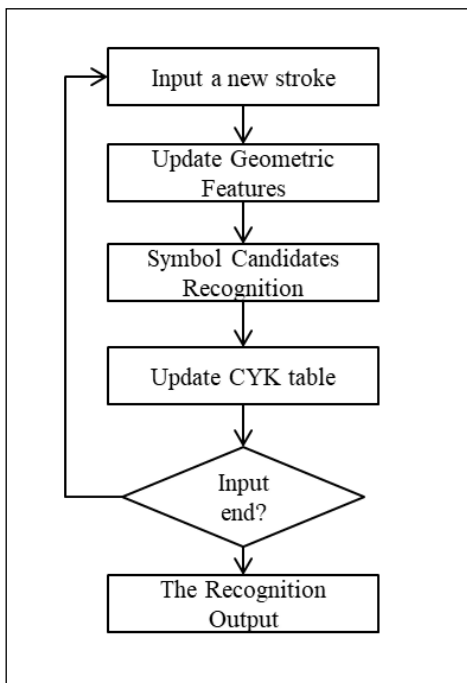 Input a new stroke
Update Geometric
Features
Symbol Candidates
Recognition
Update CYK table
Input
end?
The Recognition
Output